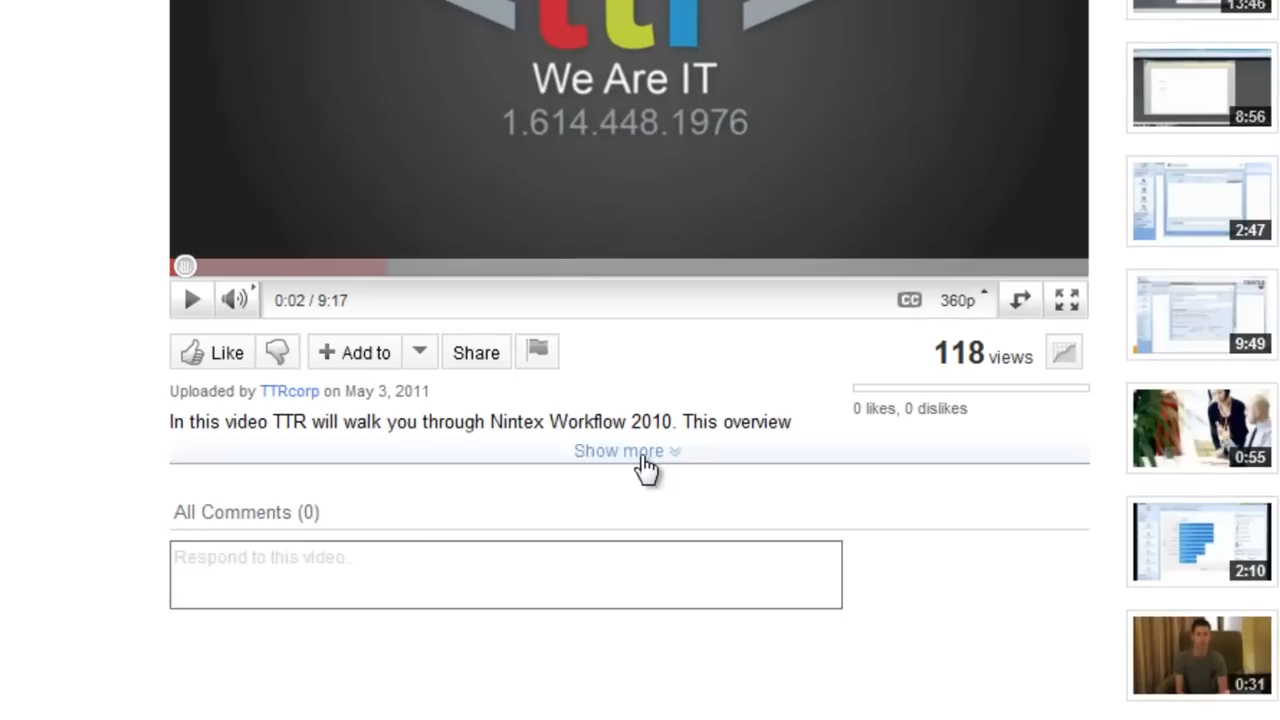 ttr
We Are IT
1.614.448.1976
0:02 / 9:17
CC
360p
Like
Add to
Share
118 views
Uploaded by TTRcorp on May 3, 2011
0 likes, 0 dislikes
In this video TTR will walk you through Nintex Workflow 2010. This overview
Show more
All Comments (0)
Respond to this video..
13:46
8:56
2:47
9:49
0:55
2:10
0:31